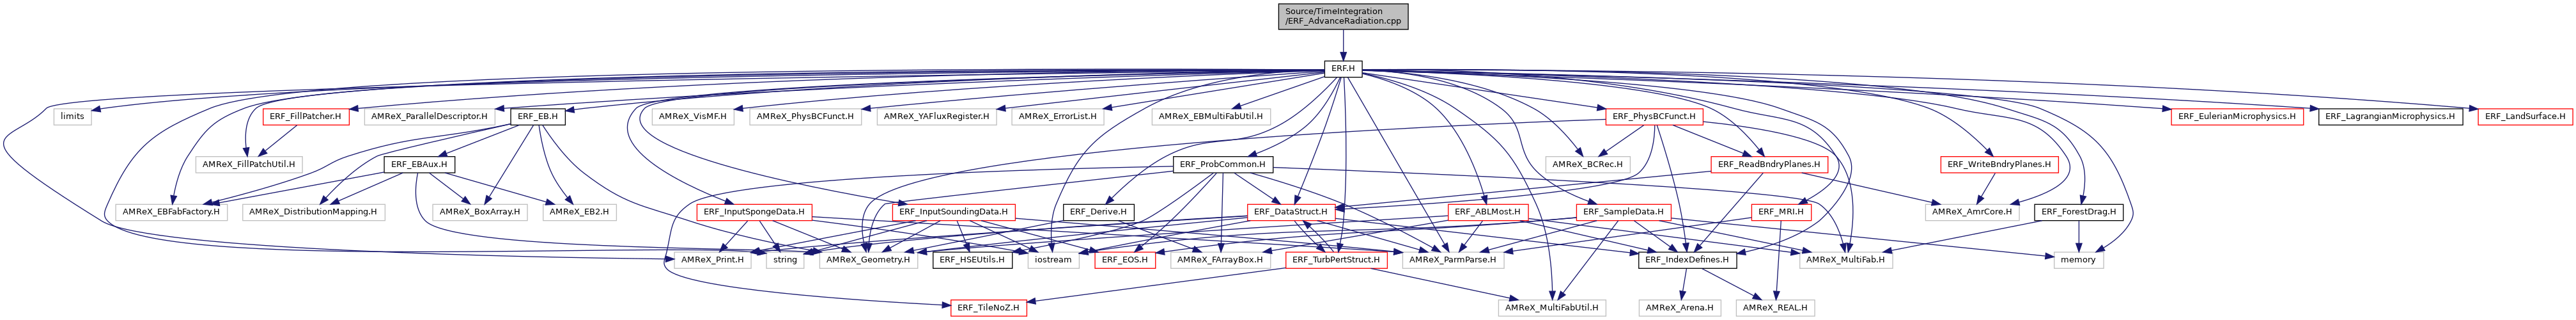 Source/TimeIntegration
/ERF_AdvanceRadiation.cpp
ERF.H
limits
ERF_FillPatcher.H
AMReX_ParallelDescriptor.H
ERF_EB.H
AMReX_VisMF.H
AMReX_PhysBCFunct.H
AMReX_YAFluxRegister.H
AMReX_ErrorList.H
AMReX_EBMultiFabUtil.H
ERF_PhysBCFunct.H
ERF_EulerianMicrophysics.H
ERF_LagrangianMicrophysics.H
ERF_LandSurface.H
AMReX_FillPatchUtil.H
ERF_EBAux.H
ERF_ProbCommon.H
AMReX_BCRec.H
ERF_ReadBndryPlanes.H
ERF_WriteBndryPlanes.H
AMReX_EBFabFactory.H
AMReX_DistributionMapping.H
AMReX_BoxArray.H
AMReX_EB2.H
ERF_InputSpongeData.H
ERF_InputSoundingData.H
ERF_Derive.H
ERF_DataStruct.H
ERF_ABLMost.H
ERF_SampleData.H
ERF_MRI.H
AMReX_AmrCore.H
ERF_ForestDrag.H
AMReX_Print.H
string
AMReX_Geometry.H
ERF_HSEUtils.H
iostream
ERF_EOS.H
AMReX_FArrayBox.H
ERF_TurbPertStruct.H
AMReX_ParmParse.H
ERF_IndexDefines.H
AMReX_MultiFab.H
memory
ERF_TileNoZ.H
AMReX_MultiFabUtil.H
AMReX_Arena.H
AMReX_REAL.H